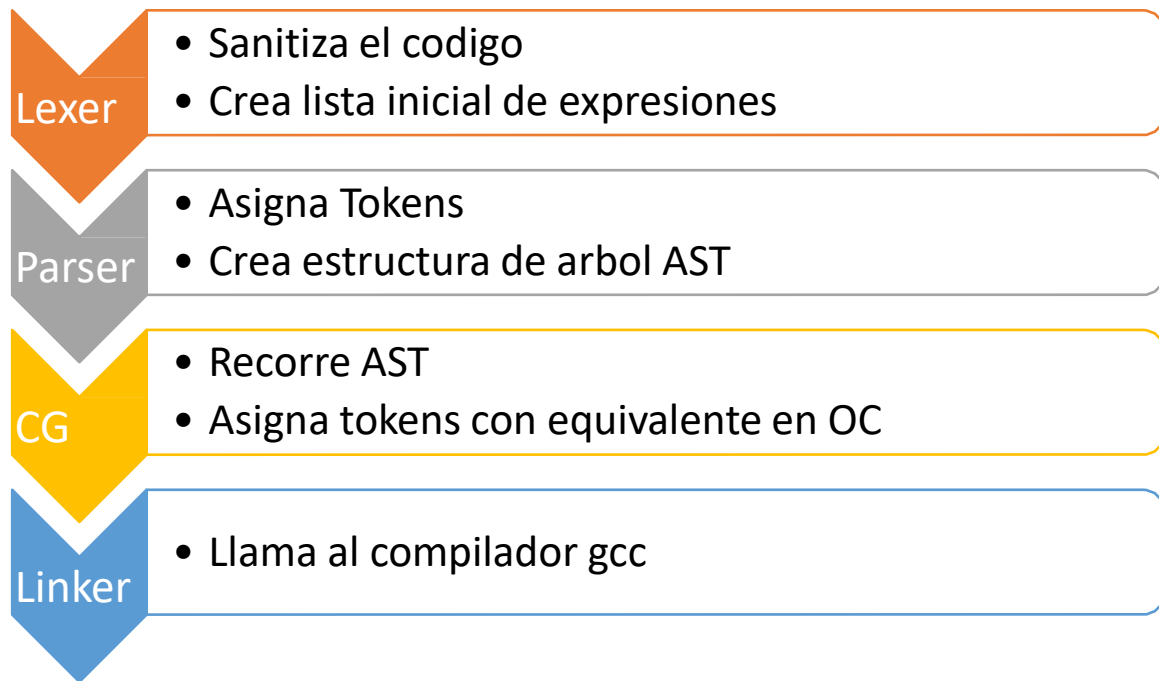 Lexer
• Sanitiza el codigo
• Crea lista inicial de expresiones
Parser
• Asigna Tokens
• Crea estructura de arbol AST
CG
• Recorre AST
• Asigna tokens con equivalente en OC
Linker
• Llama al compilador gcc